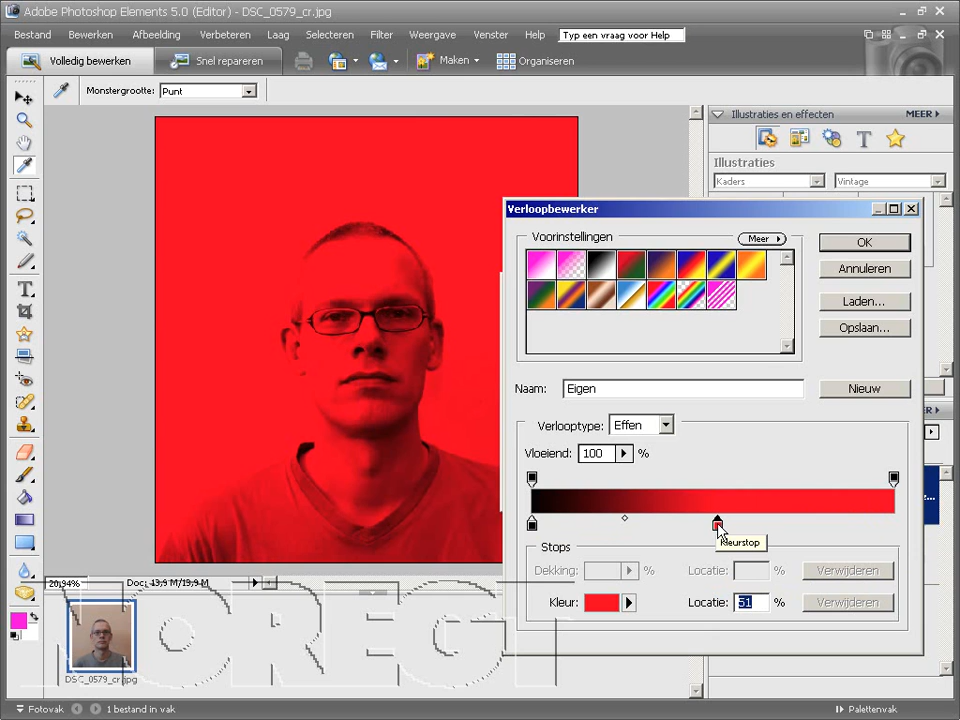 Adobe Photoshop Elements 5.0 (Editor) - DSC_0579_cr.jpg
Bestand Bewerken Afbeelding Verbeteren Laag Selecteren Filter Weergave Venster Help Typ een vraag voor Help
Volledig bewerken Snel repareren Maken Organiseren
Monstergrootte: Punt
Illustraties en effecten MEER
Illustraties
Kaders Vintage
Verloopbewerker
Voorinstellingen Meer
OK
Annuleren
Laden...
Opslaan...
Naam: Eigen Nieuw
Verlooptype: Effen
Vloeiend: 100 %
Kleurstop
Stops
Dekking: % Locatie: % Verwijderen
Kleur: Locatie: 51 % Verwijderen
20,94% Doc: 13,9 M/19,9 M
DSC_0579_cr.jpg
Fotovak 1 bestand in vak Palettenvak